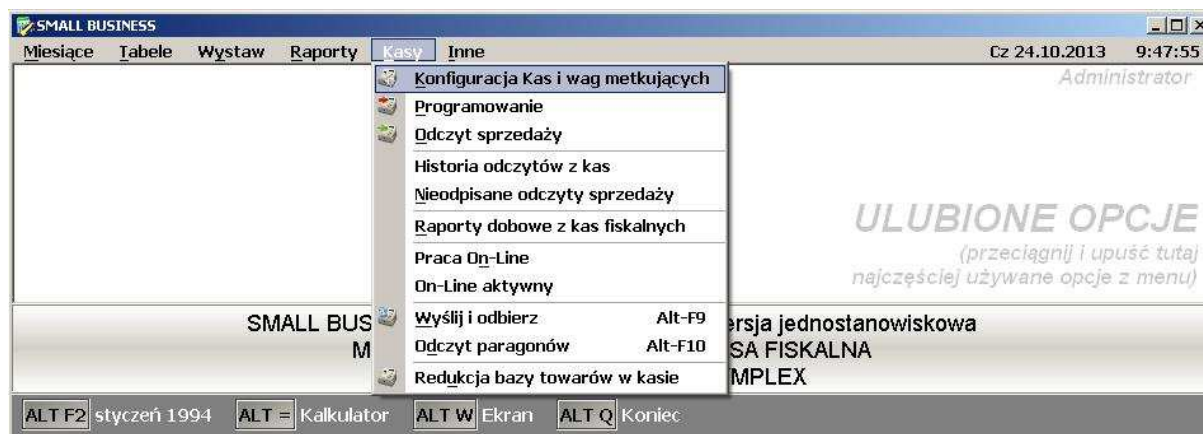 SMALL BUSINESS
Miesiące Tabele Wystaw Raporty Kasy Inne Cz 24.10.2013 9:47:55
Administrator
Konfiguracja Kas i wag metkujących
Programowanie
Odczyt sprzedaży
Historia odczytów z kas
Nieodpisane odczyty sprzedaży
Raporty dobowe z kas fiskalnych
Praca On-Line
On-Line aktywny
Wyślij i odbierz Alt-F9
Odczyt paragonów Alt-F10
Redukcja bazy towarów w kasie
ULUBIONE OPCJE
(przeciągnij i upuść tutaj
najczęściej używane opcje z menu)
SMALL BUS ersja jednostanowiskowa
M SA FISKALNA
MPLEX
ALT F2 styczeń 1994 ALT = Kalkulator ALT W Ekran ALT Q Koniec